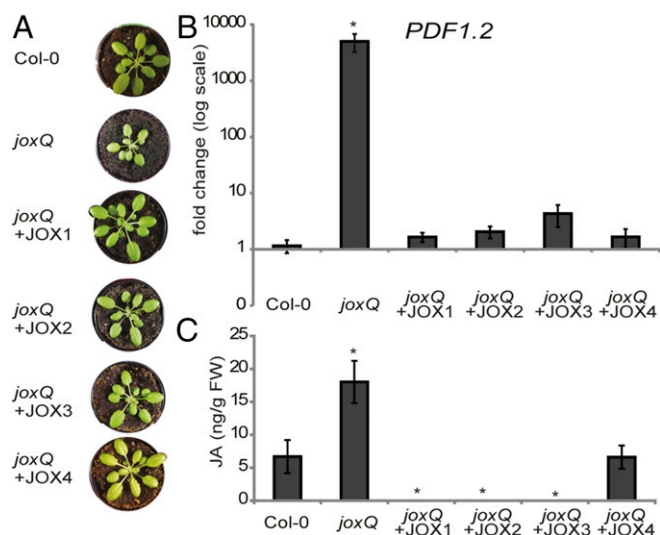 A
Col-0
joxQ
joxQ
+JOX1
joxQ
+JOX2
joxQ
+JOX3
joxQ
+JOX4
B
PDF1.2
fold change (log scale)
10000
1000
100
10
1
0
*
Col-0
joxQ
joxQ
+JOX1
joxQ
+JOX2
joxQ
+JOX3
joxQ
+JOX4
C
JA (ng/g FW)
25
20
15
10
5
0
*
* * *
Col-0
joxQ
joxQ
+JOX1
joxQ
+JOX2
joxQ
+JOX3
joxQ
+JOX4